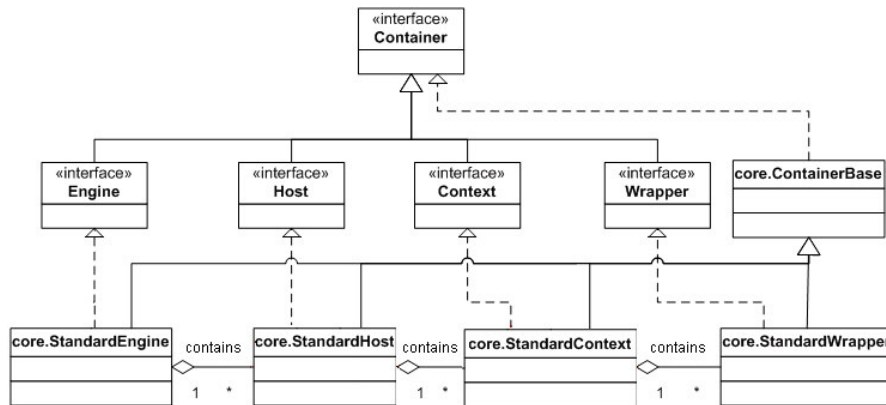 «interface»
Container
«interface»
Engine
«interface»
Host
«interface»
Context
«interface»
Wrapper
core.ContainerBase
core.StandardEngine
contains
1 *
core.StandardHost
contains
1 *
core.StandardContext
contains
1 *
core.StandardWrapper